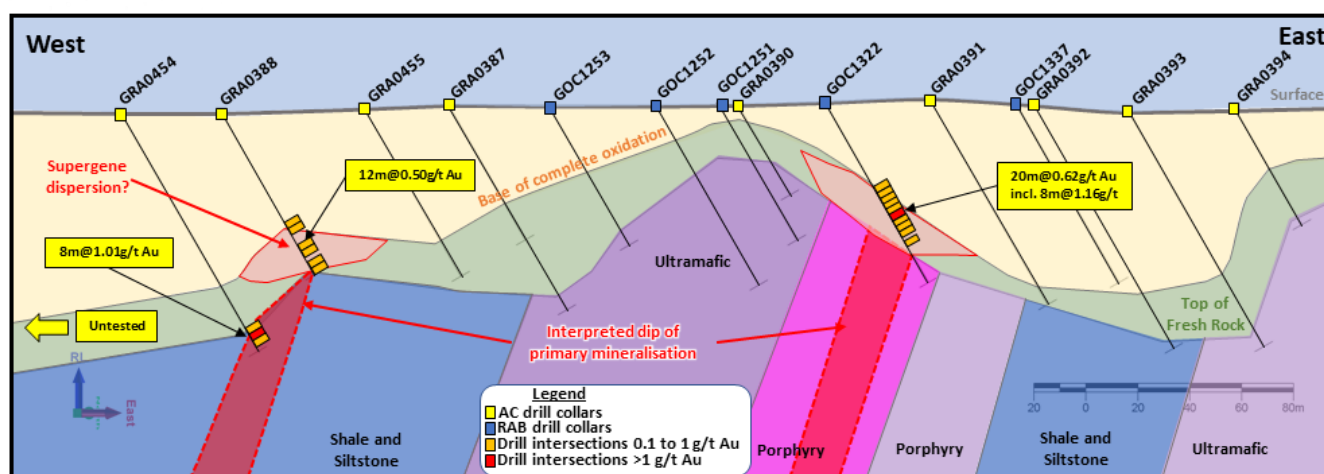 West
East
GRA0454
GRA0388
GRA0455
GRA0387
GOC1253
GOC1252
GOC1251
GRA0390
GOC1322
GRA0391
GOC1337
GRA0392
GRA0393
GRA0394
Surface
Supergene
dispersion?
12m@0.50g/t Au
Base of complete oxidation
20m@0.62g/t Au
incl. 8m@1.16g/t
8m@1.01g/t Au
Ultramafic
Untested
Interpreted dip of
primary mineralisation
Top of
Fresh Rock
RL
East
Legend
AC drill collars
RAB drill collars
Drill intersections 0.1 to 1 g/t Au
Drill intersections >1 g/t Au
20 0 20 40 60 80m
Shale and
Siltstone
Porphyry
Porphyry
Shale and
Siltstone
Ultramafic